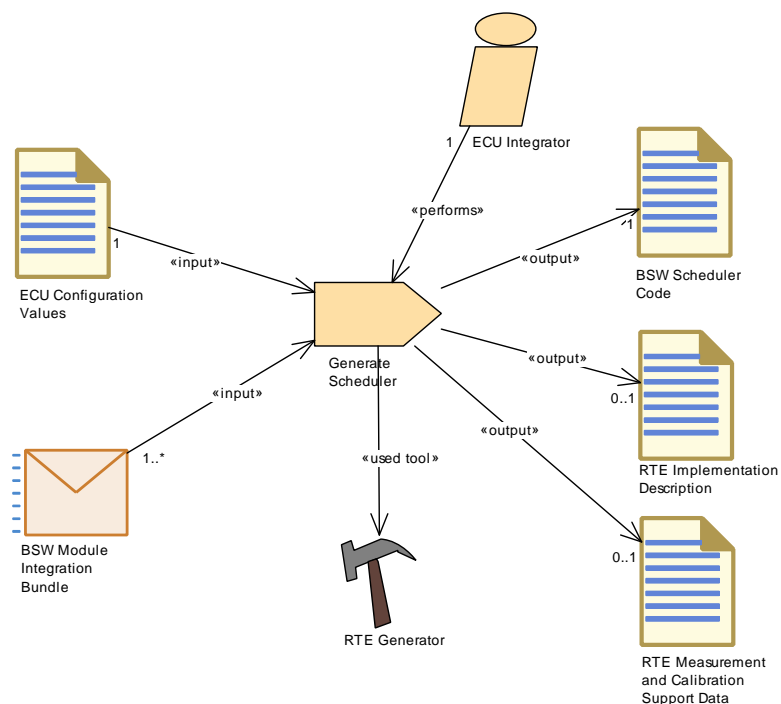 1
ECU Integrator
«performs»
1
«input»
ECU Configuration
Values
«output»
1
BSW Scheduler
Code
Generate
Scheduler
«output»
0..1
«input»
«output»
RTE Implementation
Description
1..*
«used tool»
BSW Module
Integration
Bundle
0..1
RTE Generator
RTE Measurement
and Calibration
Support Data